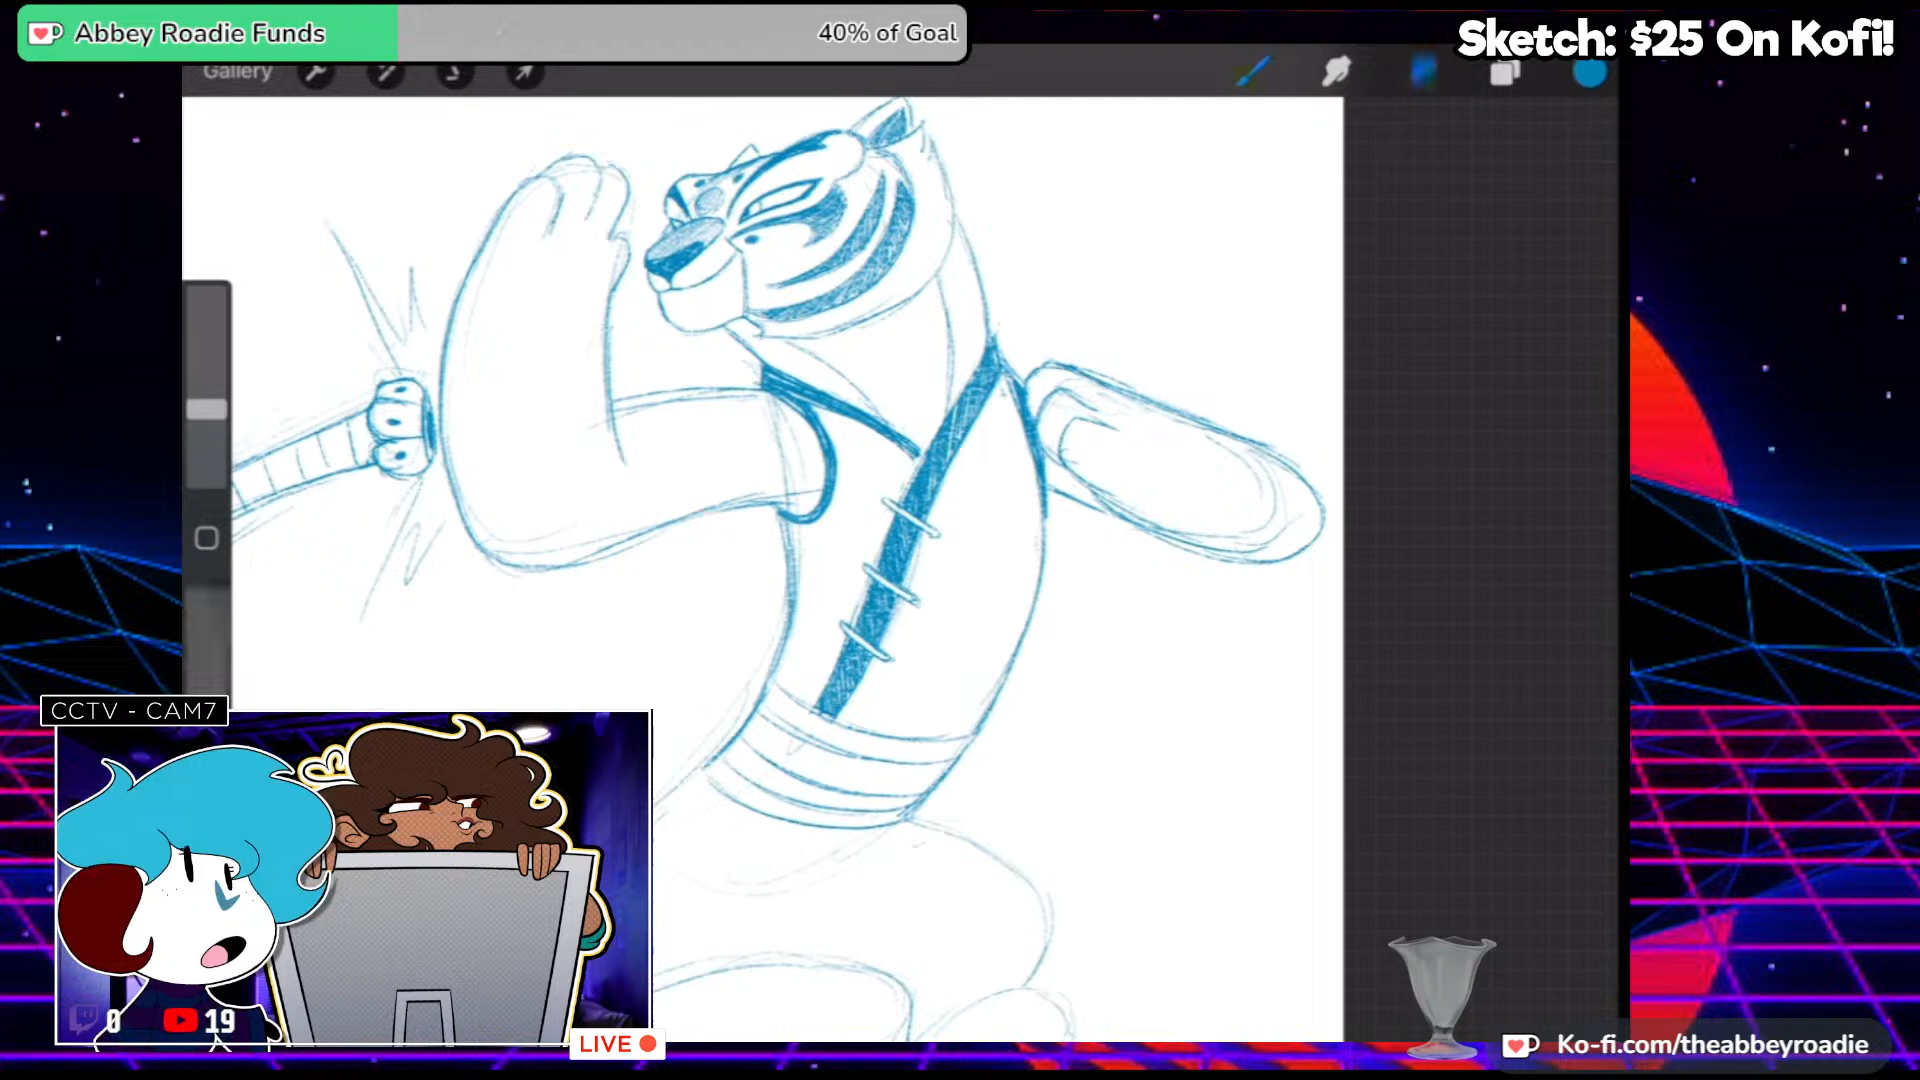 Abbey Roadie Funds
40% of Goal
Sketch: $25 On Kofi!
Gallery
CCTV - CAM7
0
19
LIVE
Ko-fi.com/theabbeyroadie